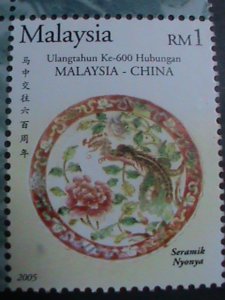 Malaysia
RM1
Ulangtahun Ke-600 Hubungan
MALAYSIA - CHINA
马中交往六百周年
Seramik
Nyonya
2005